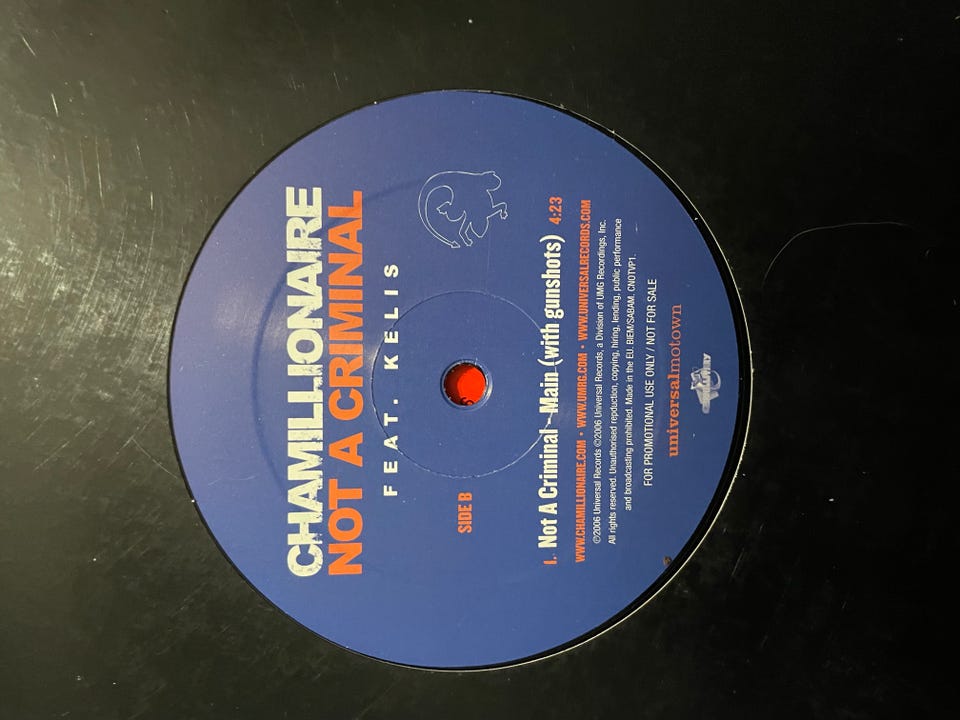 CHAMILLIONAIRE
NOT A CRIMINAL
FEAT. KELIS
SIDE B
1. Not A Criminal - Main (with gunshots) 4:23
WWW.CHAMILLIONAIRE.COM • WWW.UMRG.COM • WWW.UNIVERSALRECORDS.COM
℗2006 Universal Records ©2006 Universal Records, a Division of UMG Recordings, Inc.
All rights reserved. Unauthorised repduction, copying, hiring, lending, public performance
and broadcasting prohibited. Made in the EU. BIEM/SABAM. CNOTVP1.
FOR PROMOTIONAL USE ONLY / NOT FOR SALE
universalmotown